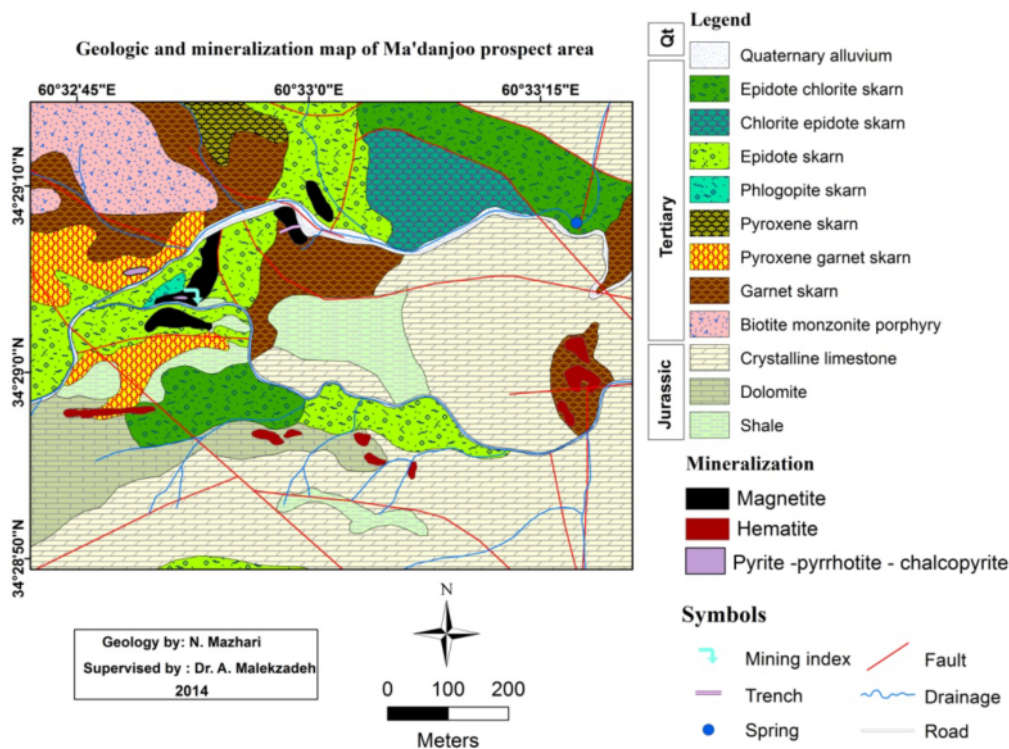 Geologic and mineralization map of Ma'danjoo prospect area
60°32'45"E
60°33'0"E
60°33'15"E
34°29'10"N
34°29'0"N
34°28'50"N
Legend
Qt
Tertiary
Jurassic
Quaternary alluvium
Epidote chlorite skarn
Chlorite epidote skarn
Epidote skarn
Phlogopite skarn
Pyroxene skarn
Pyroxene garnet skarn
Garnet skarn
Biotite monzonite porphyry
Crystalline limestone
Dolomite
Shale
Mineralization
Magnetite
Hematite
Pyrite -pyrrhotite - chalcopyrite
Symbols
Mining index
Fault
Trench
Drainage
Spring
Road
N
0 100 200
Meters
Geology by: N. Mazhari
Supervised by : Dr. A. Malekzadeh
2014